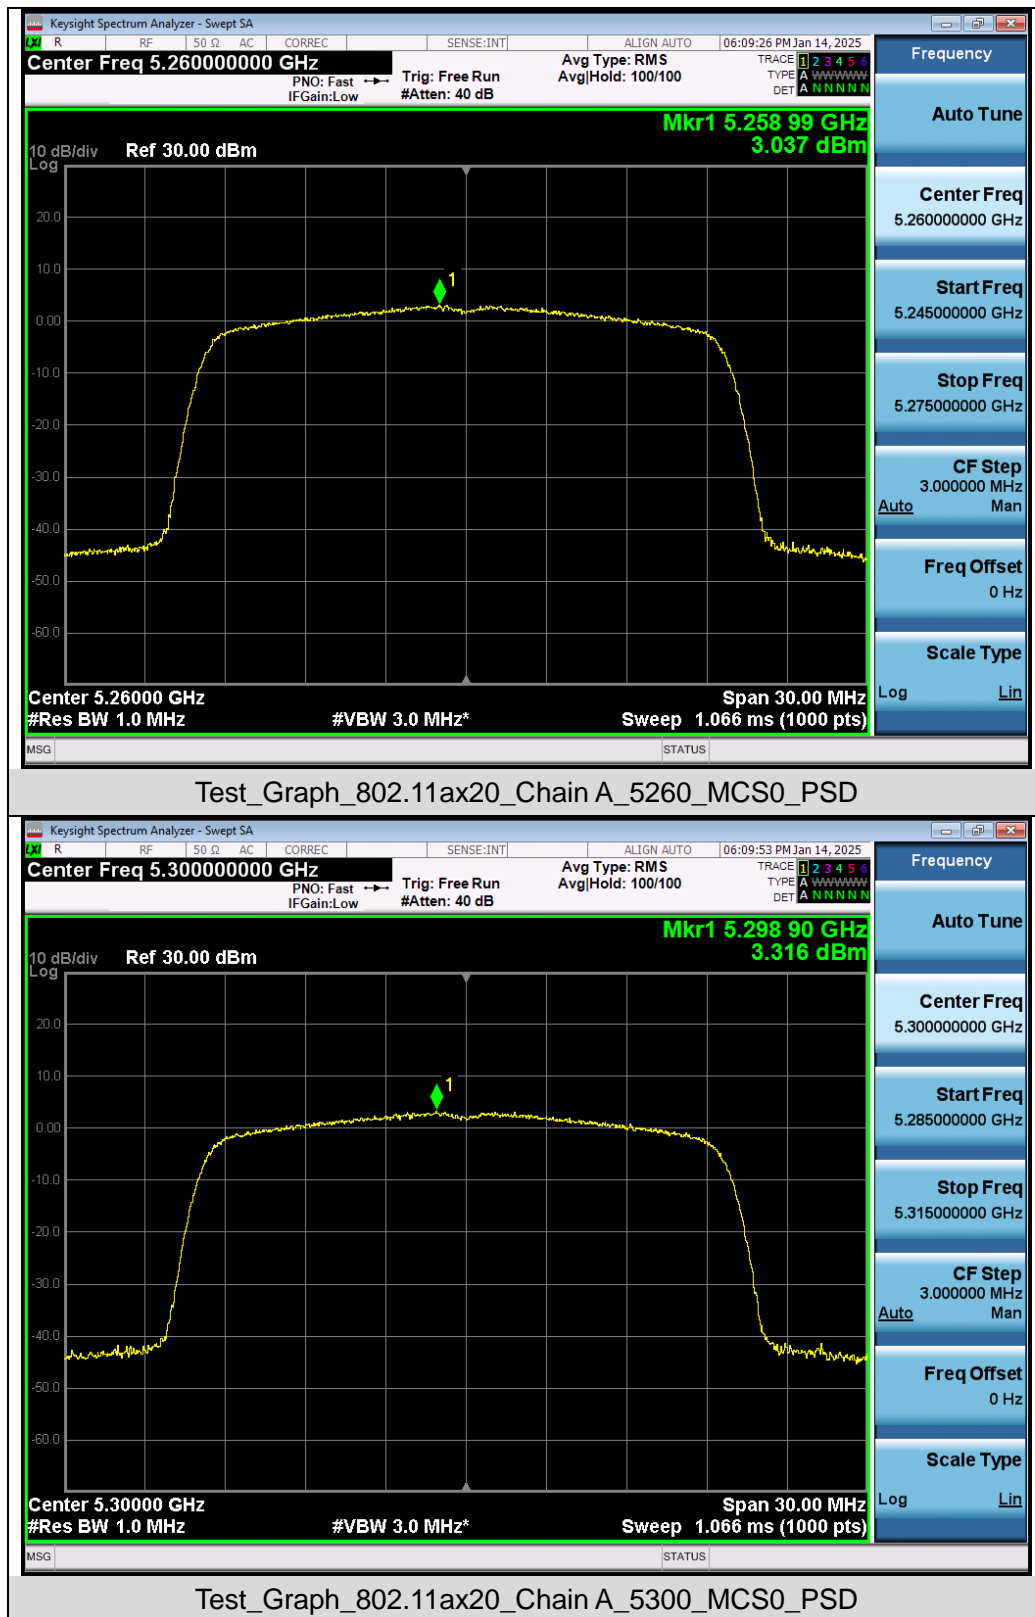 Keysight Spectrum Analyzer - Swept SA
LXI R RF 50 Ω AC CORREC SENSE:INT ALIGN AUTO 06:09:26 PM Jan 14, 2025
Center Freq 5.260000000 GHz
PNO: Fast
IFGain:Low
Trig: Free Run
#Atten: 40 dB
Avg Type: RMS
Avg|Hold: 100/100
TRACE 1 2 3 4 5 6
TYPE A WWWWW
DET A N N N N N
Mkr1 5.258 99 GHz
3.037 dBm
10 dB/div Ref 30.00 dBm
Log
20.0
10.0
1
0.00
-10.0
-20.0
-30.0
-40.0
-50.0
-60.0
Center 5.26000 GHz Span 30.00 MHz
#Res BW 1.0 MHz #VBW 3.0 MHz* Sweep 1.066 ms (1000 pts)
MSG STATUS
Frequency
Auto Tune
Center Freq
5.260000000 GHz
Start Freq
5.245000000 GHz
Stop Freq
5.275000000 GHz
CF Step
3.000000 MHz
Auto Man
Freq Offset
0 Hz
Scale Type
Log Lin
Test_Graph_802.11ax20_Chain A_5260_MCS0_PSD
Keysight Spectrum Analyzer - Swept SA
LXI R RF 50 Ω AC CORREC SENSE:INT ALIGN AUTO 06:09:53 PM Jan 14, 2025
Center Freq 5.300000000 GHz
PNO: Fast
IFGain:Low
Trig: Free Run
#Atten: 40 dB
Avg Type: RMS
Avg|Hold: 100/100
TRACE 1 2 3 4 5 6
TYPE A WWWWW
DET A N N N N N
Mkr1 5.298 90 GHz
3.316 dBm
10 dB/div Ref 30.00 dBm
Log
20.0
10.0
1
0.00
-10.0
-20.0
-30.0
-40.0
-50.0
-60.0
Center 5.30000 GHz Span 30.00 MHz
#Res BW 1.0 MHz #VBW 3.0 MHz* Sweep 1.066 ms (1000 pts)
MSG STATUS
Frequency
Auto Tune
Center Freq
5.300000000 GHz
Start Freq
5.285000000 GHz
Stop Freq
5.315000000 GHz
CF Step
3.000000 MHz
Auto Man
Freq Offset
0 Hz
Scale Type
Log Lin
Test_Graph_802.11ax20_Chain A_5300_MCS0_PSD